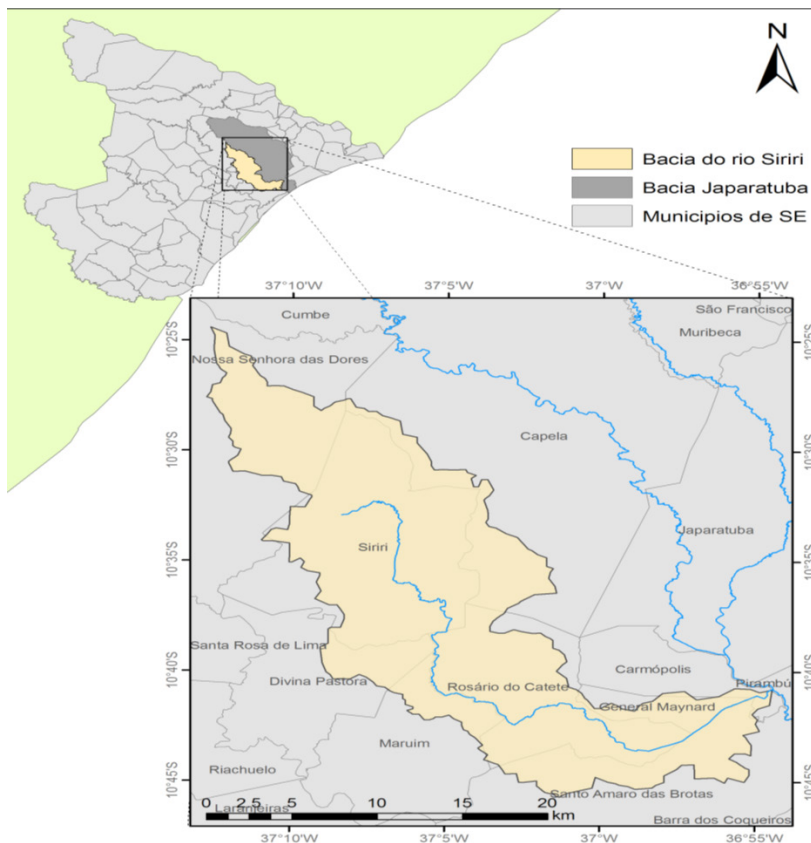 N
Bacia do rio Siriri
Bacia Japaratuba
Municipios de SE
37°10'W 37°5'W 37°W 36°55'W
Cumbe
São Francisco
Muribeca
10°25'S
10°25'S
Nossa Senhora das Dores
Capela
10°30'S
10°30'S
Japaratuba
Siriri
10°35'S
10°35'S
Santa Rosa de Lima
Carmópolis
10°40'S
10°40'S
Divina Pastora
Rosário do Catete
Pirambú
General Maynard
Maruim
Riachuelo
10°45'S
10°45'S
Santo Amaro das Brotas
Laranjeiras
0 2,5 5 10 15 20
km
Barra dos Coqueiros
37°10'W 37°5'W 37°W 36°55'W